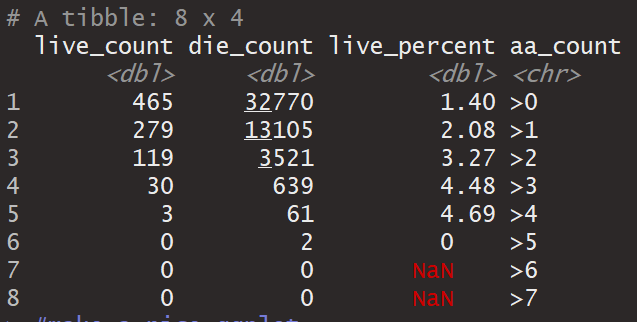 # A tibble: 8 x 4
live_count die_count live_percent aa_count
<dbl> <dbl> <dbl> <chr>
1 465 32770 1.40 >0
2 279 13105 2.08 >1
3 119 3521 3.27 >2
4 30 639 4.48 >3
5 3 61 4.69 >4
6 0 2 0 >5
7 0 0 NaN >6
8 0 0 NaN >7